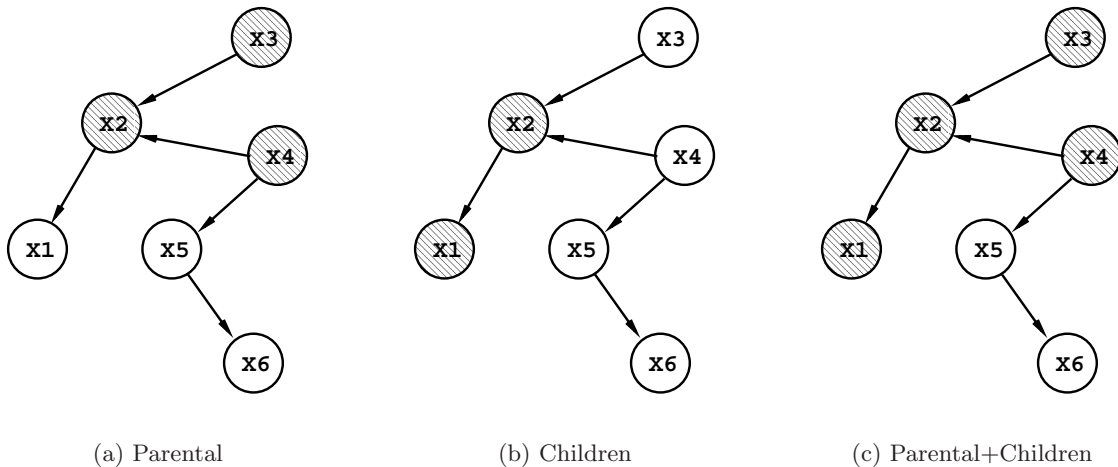 X3
X2
X4
X1
X5
X6
(a) Parental
X3
X2
X4
X1
X5
X6
(b) Children
X3
X2
X4
X1
X5
X6
(c) Parental+Children